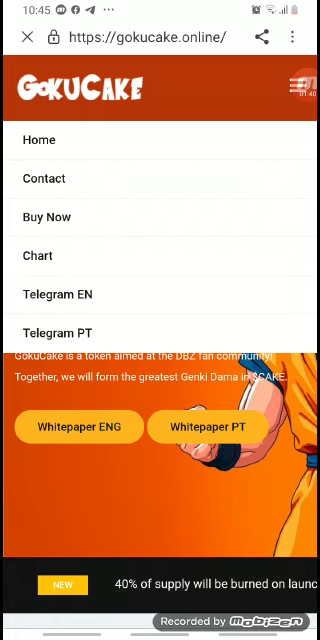 10:45
https://gokucake.online/
GOKUCAKE
01:40
Home
Contact
Buy Now
Chart
Telegram EN
Telegram PT
GokuCake is a token aimed at the DBZ fan community!
Together, we will form the greatest Genki Dama in $CAKE.
Whitepaper ENG
Whitepaper PT
NEW
40% of supply will be burned on launc
Recorded by mobizen